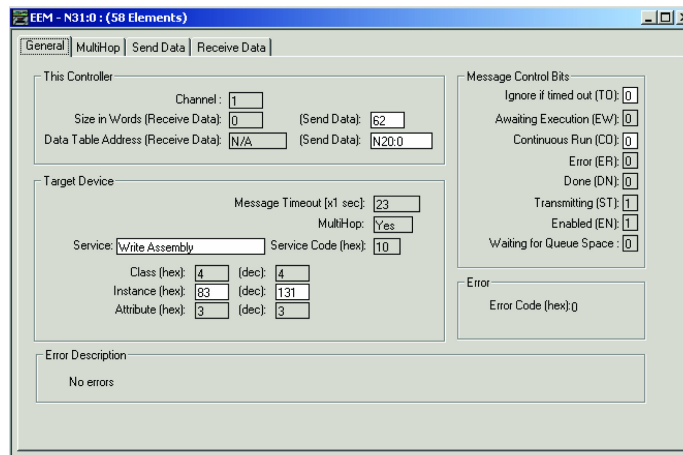 EEM - N31:0 : (58 Elements)
General MultiHop Send Data Receive Data
This Controller
Channel : 1
Size in Words (Receive Data): 0 (Send Data): 62
Data Table Address (Receive Data): N/A (Send Data): N20:0
Target Device
Message Timeout [x1 sec]: 23
MultiHop: Yes
Service: Write Assembly Service Code (hex): 10
Class (hex): 4 (dec): 4
Instance (hex): 83 (dec): 131
Attribute (hex): 3 (dec): 3
Message Control Bits
Ignore if timed out (TO): 0
Awaiting Execution (EW): 0
Continuous Run (CO): 0
Error (ER): 0
Done (DN): 0
Transmitting (ST): 1
Enabled (EN): 1
Waiting for Queue Space : 0
Error
Error Code (hex):0
Error Description
No errors